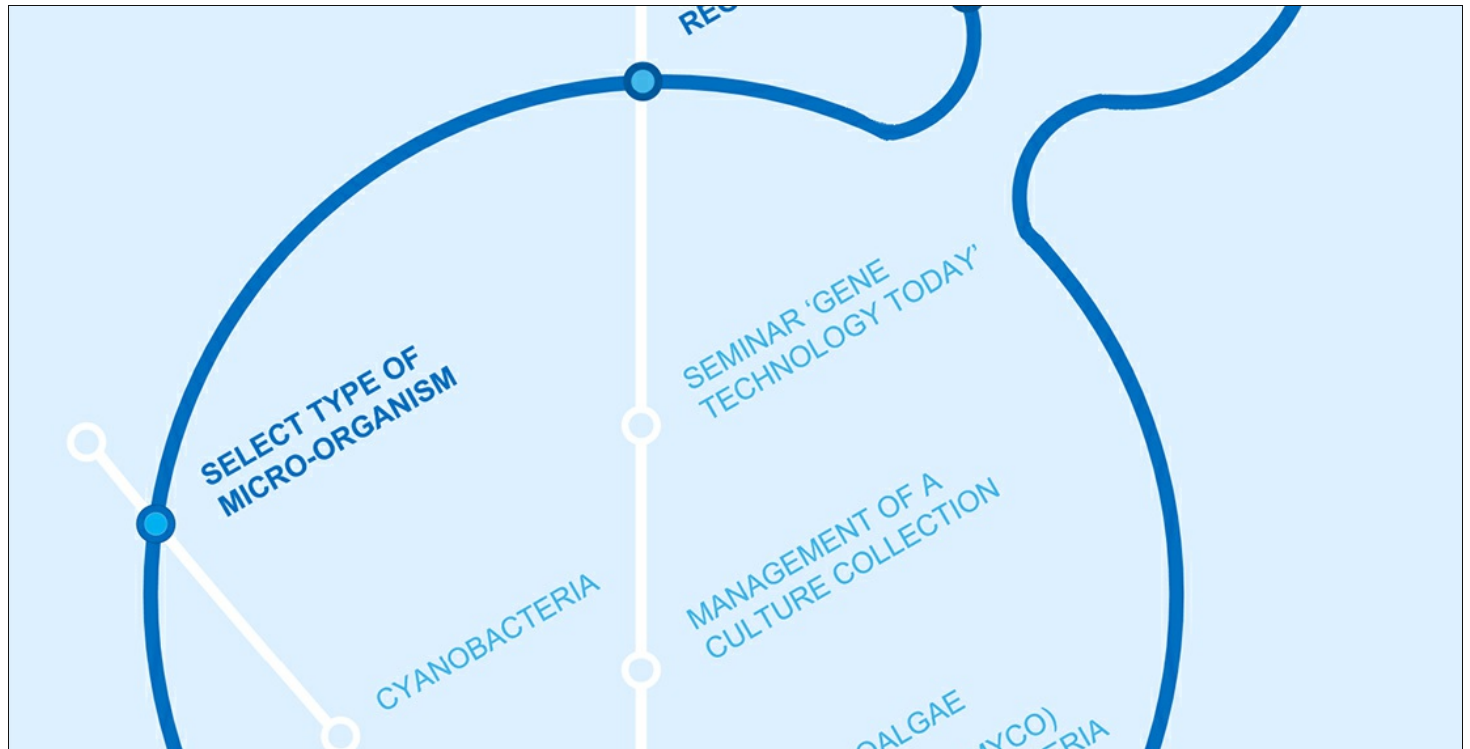 SEMINAR ‘GENE
TECHNOLOGY TODAY’
SELECT TYPE OF
MICRO-ORGANISM
MANAGEMENT OF A
CULTURE COLLECTION
CYANOBACTERIA